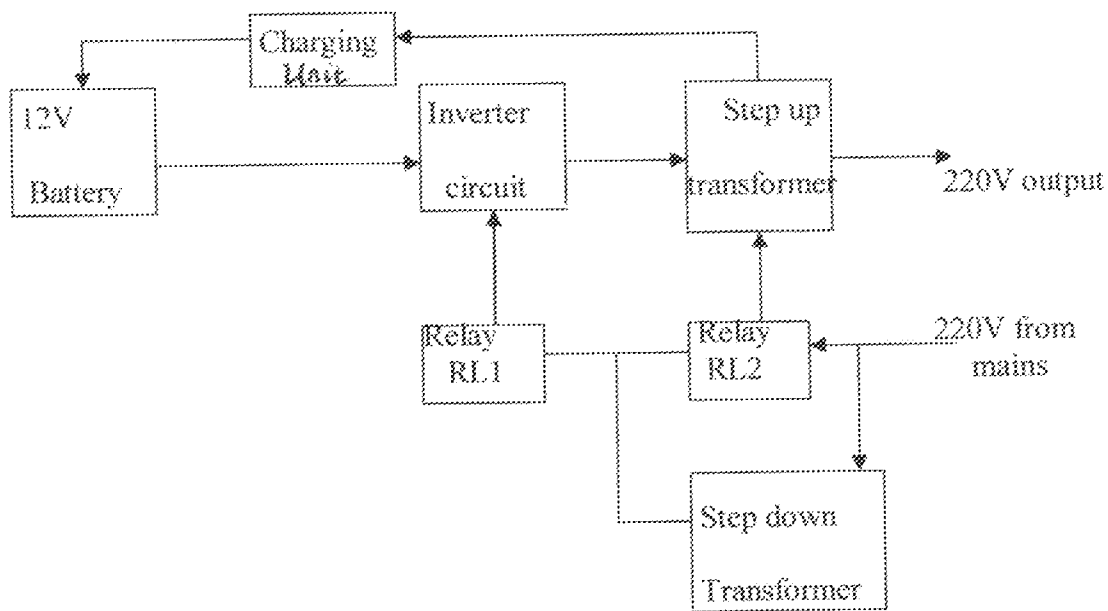 Charging
Unit
12V
Battery
Inverter
circuit
Step up
transformer
220V output
Relay
RL1
Relay
RL2
220V from
mains
Step down
Transformer